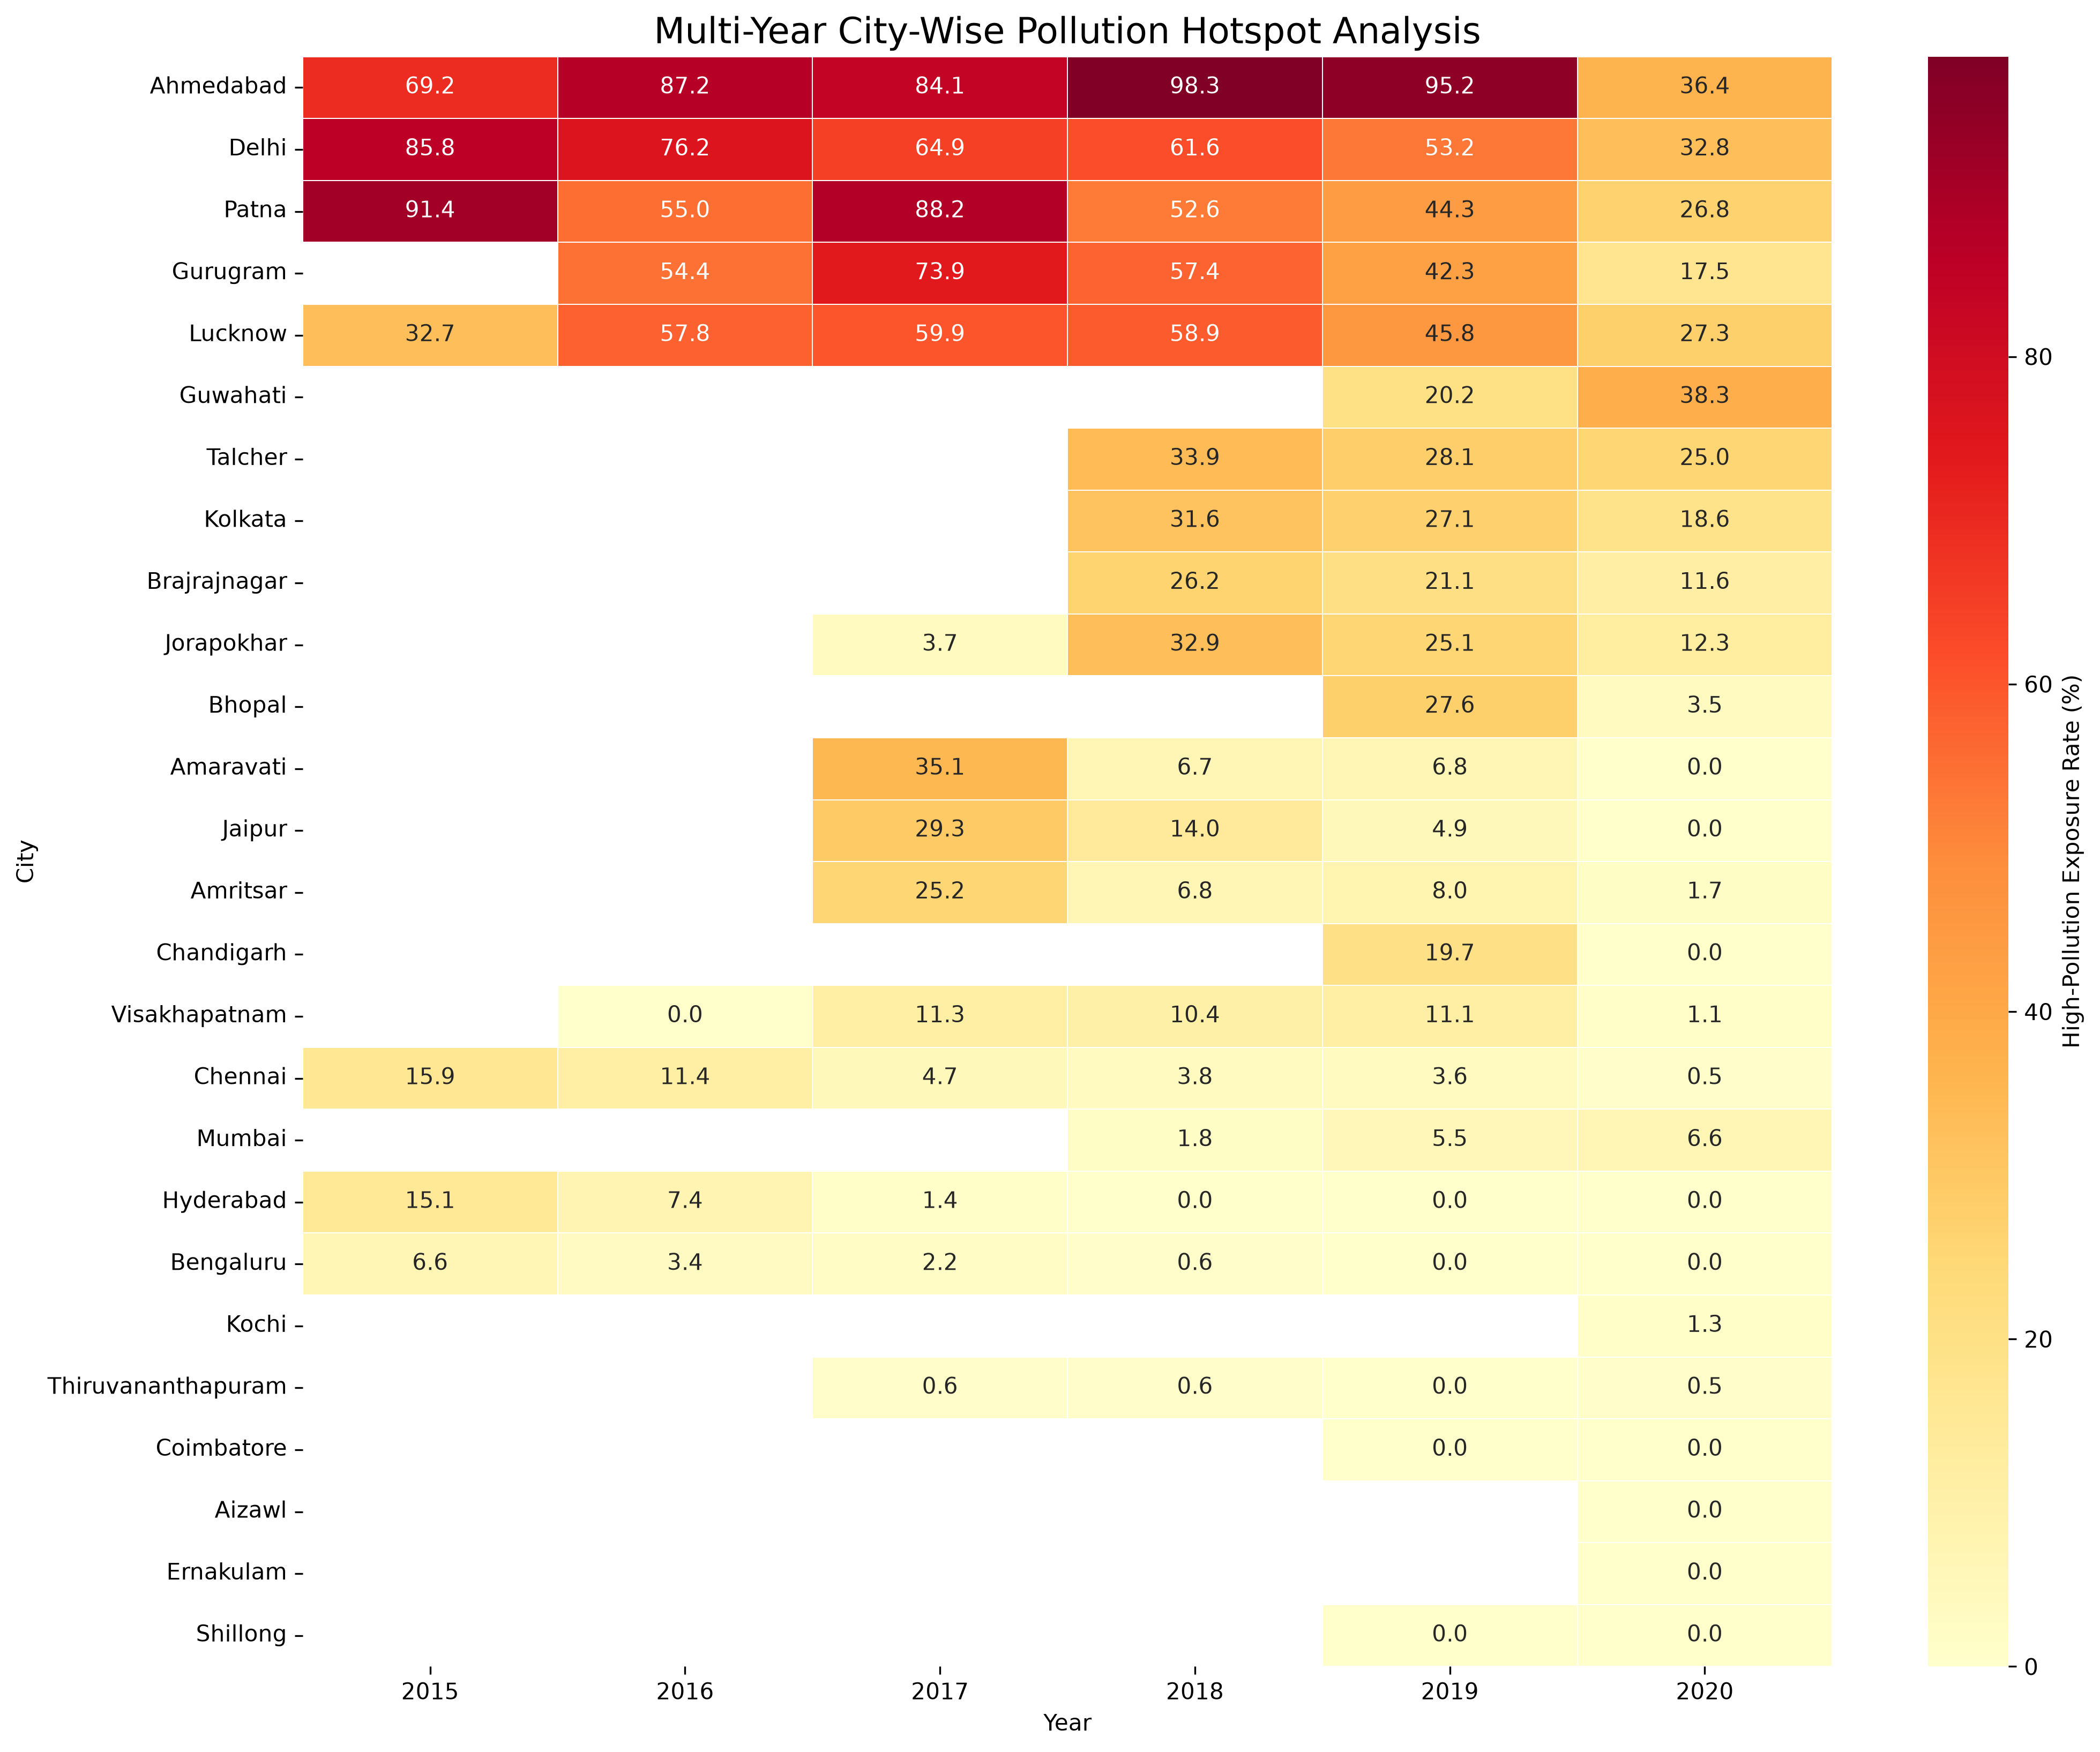 Multi-Year City-Wise Pollution Hotspot Analysis
Ahmedabad 69.2 87.2 84.1 98.3 95.2 36.4
Delhi 85.8 76.2 64.9 61.6 53.2 32.8
Patna 91.4 55.0 88.2 52.6 44.3 26.8
Gurugram 54.4 73.9 57.4 42.3 17.5
Lucknow 32.7 57.8 59.9 58.9 45.8 27.3
Guwahati 20.2 38.3
Talcher 33.9 28.1 25.0
Kolkata 31.6 27.1 18.6
Brajrajnagar 26.2 21.1 11.6
Jorapokhar 3.7 32.9 25.1 12.3
Bhopal 27.6 3.5
Amaravati 35.1 6.7 6.8 0.0
Jaipur 29.3 14.0 4.9 0.0
Amritsar 25.2 6.8 8.0 1.7
Chandigarh 19.7 0.0
Visakhapatnam 0.0 11.3 10.4 11.1 1.1
Chennai 15.9 11.4 4.7 3.8 3.6 0.5
Mumbai 1.8 5.5 6.6
Hyderabad 15.1 7.4 1.4 0.0 0.0 0.0
Bengaluru 6.6 3.4 2.2 0.6 0.0 0.0
Kochi 1.3
Thiruvananthapuram 0.6 0.6 0.0 0.5
Coimbatore 0.0 0.0
Aizawl 0.0
Ernakulam 0.0
Shillong 0.0 0.0
2015 2016 2017 2018 2019 2020
Year
City
80
60
40
20
0
High-Pollution Exposure Rate (%)